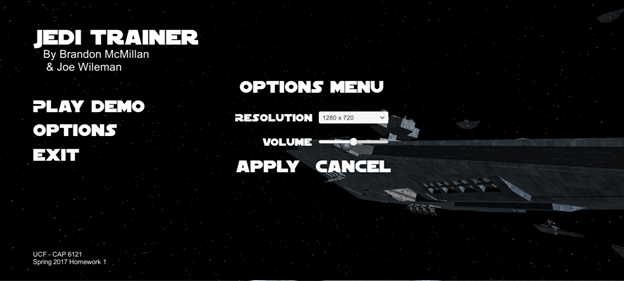 JEDI TRAINER
By Brandon McMillan
& Joe Wileman
PLAY DEMO
OPTIONS
EXIT
OPTIONS MENU
RESOLUTION 1280 x 720
VOLUME
APPLY CANCEL
UCF - CAP 6121
Spring 2017 Homework 1